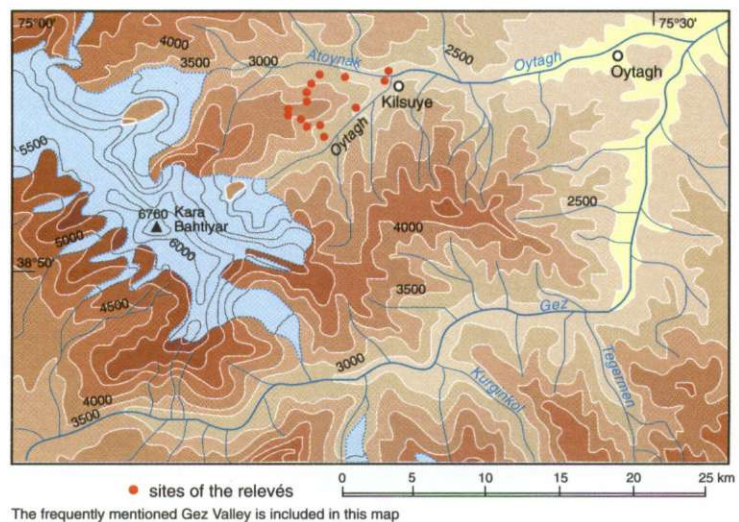 75°00'
75°30'
4000
3500
3000
Atoynak
2500
Oytagh
Oytagh
Kilsuye
Oytagh
5500
6760 Kara
Bahtiyar
5000
6000
4000
2500
38°50'
4500
3500
Gez
3000
Kurginkol
Tegermen
4000
3500
sites of the relevés
0 5 10 15 20 25 km
The frequently mentioned Gez Valley is included in this map